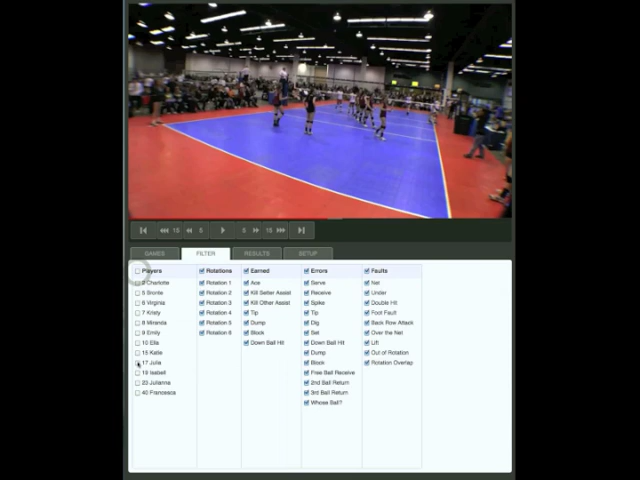 15 5 5 15
GAMES FILTER RESULTS SETUP
Players Rotations Earned Errors Faults
2 Charlotte Rotation 1 Ace Serve Net
5 Bronte Rotation 2 Kill Setter Assist Receive Under
6 Virginia Rotation 3 Kill Other Assist Spike Double Hit
7 Kristy Rotation 4 Tip Tip Foot Fault
8 Miranda Rotation 5 Dump Dig Back Row Attack
9 Emily Rotation 6 Block Set Over the Net
10 Ella Down Ball Hit Down Ball Hit Lift
15 Katie Dump Out of Rotation
17 Julia Block Rotation Overlap
18 Isabell Free Ball Receive
23 Julianna 2nd Ball Return
40 Francesca 3rd Ball Return
Whose Ball?